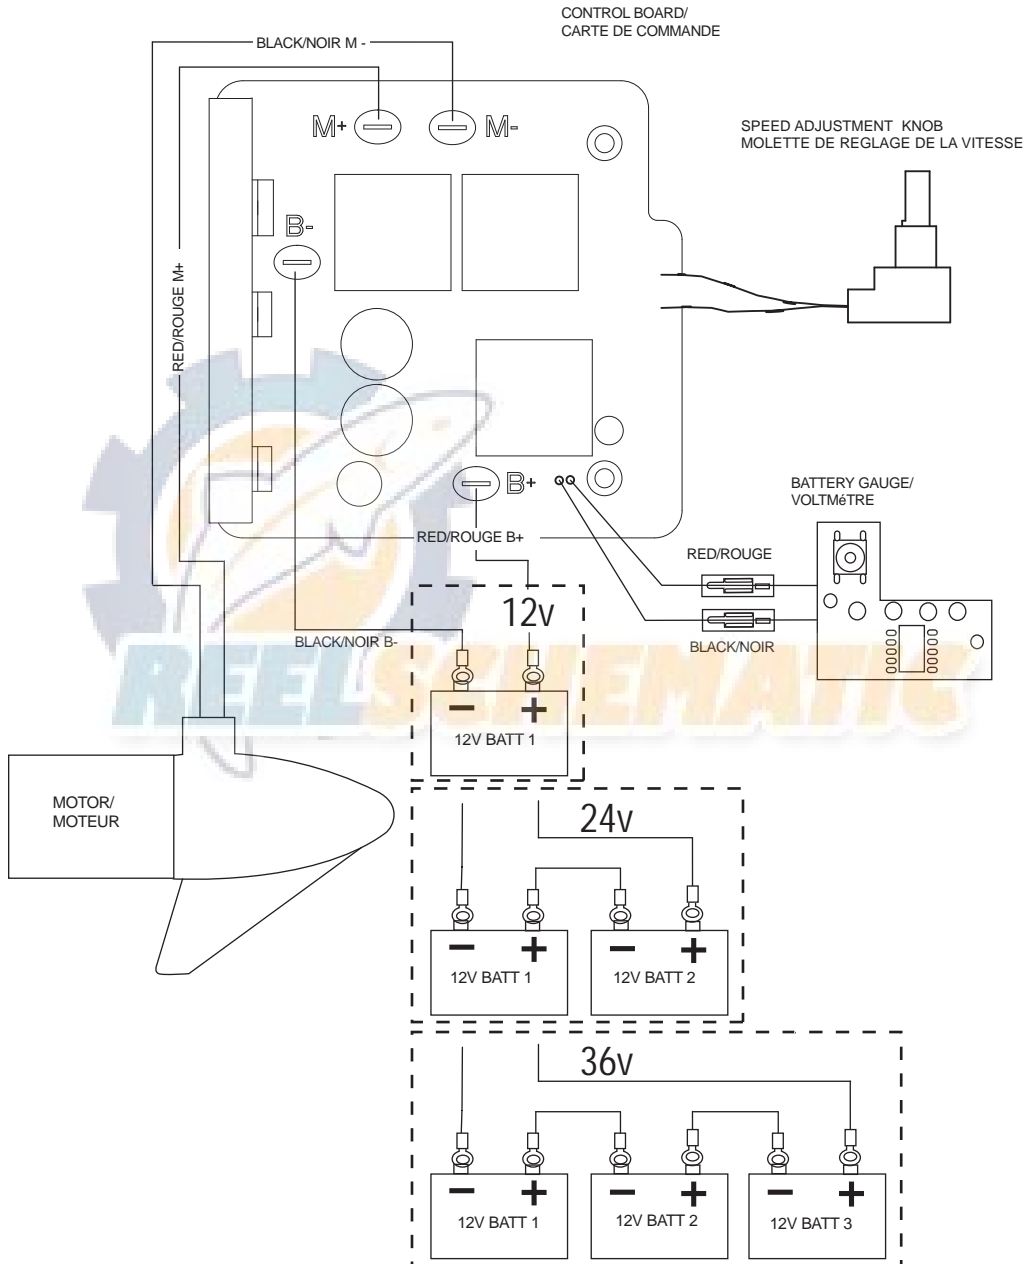 CONTROL BOARD/
CARTE DE COMMANDE
BLACK/NOIR M -
M+
M-
SPEED ADJUSTMENT KNOB
MOLETTE DE REGLAGE DE LA VITESSE
B-
RED/ROUGE M+
B+
BATTERY GAUGE/
VOLTMéTRE
RED/ROUGE B+
RED/ROUGE
12v
BLACK/NOIR B-
BLACK/NOIR
REELSCHEMATIC
- +
12V BATT 1
MOTOR/
MOTEUR
24v
- + - +
12V BATT 1
12V BATT 2
36v
- + - + - +
12V BATT 1
12V BATT 2
12V BATT 3